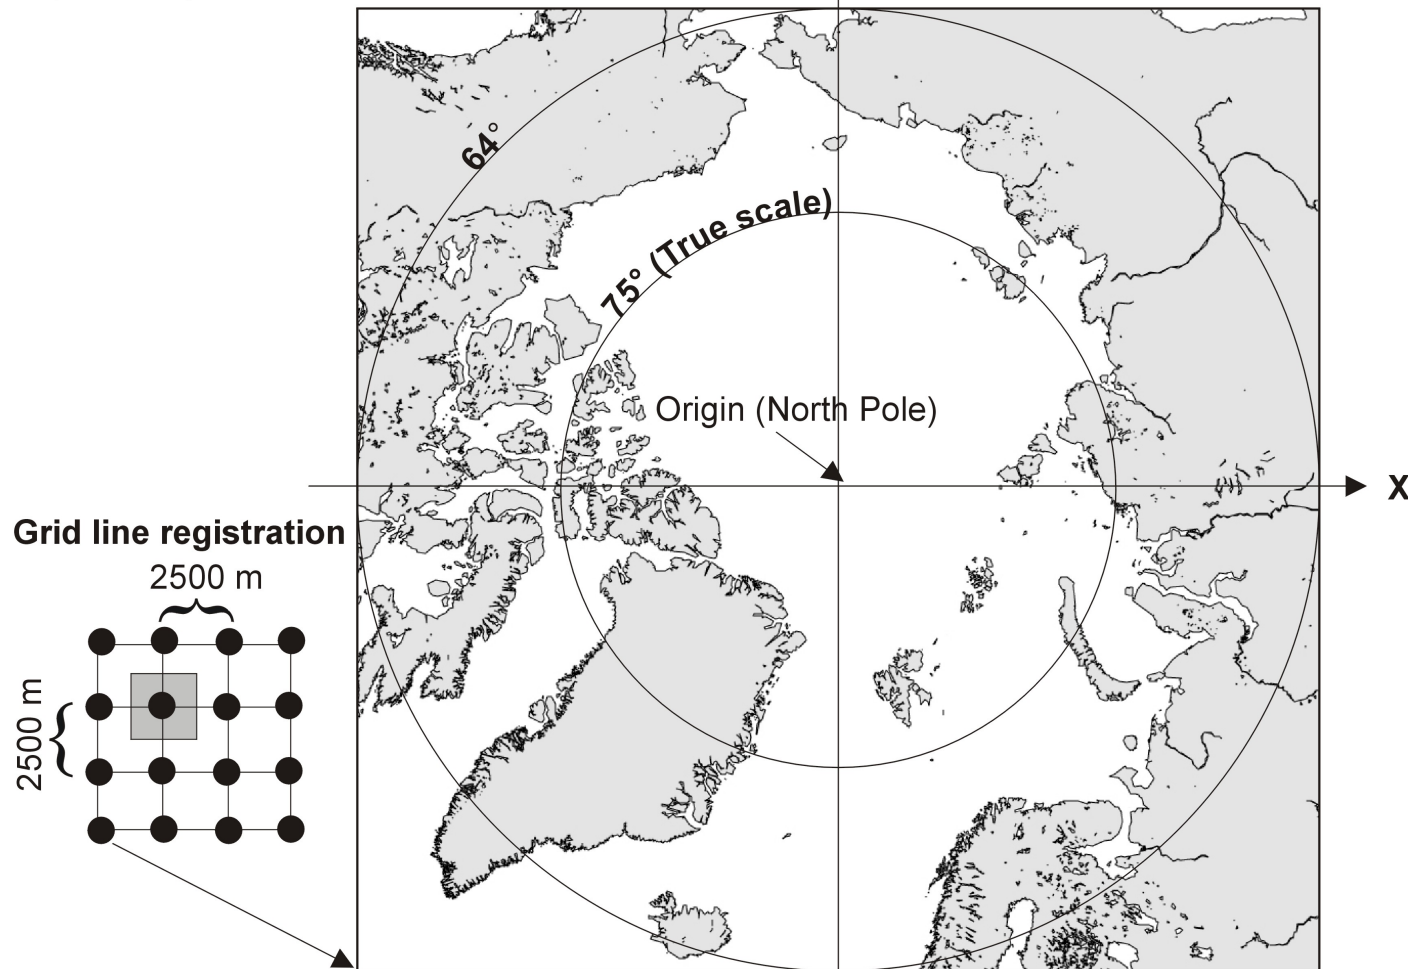 64°
75° (True scale)
Origin (North Pole)
X
Grid line registration
2500 m
2500 m